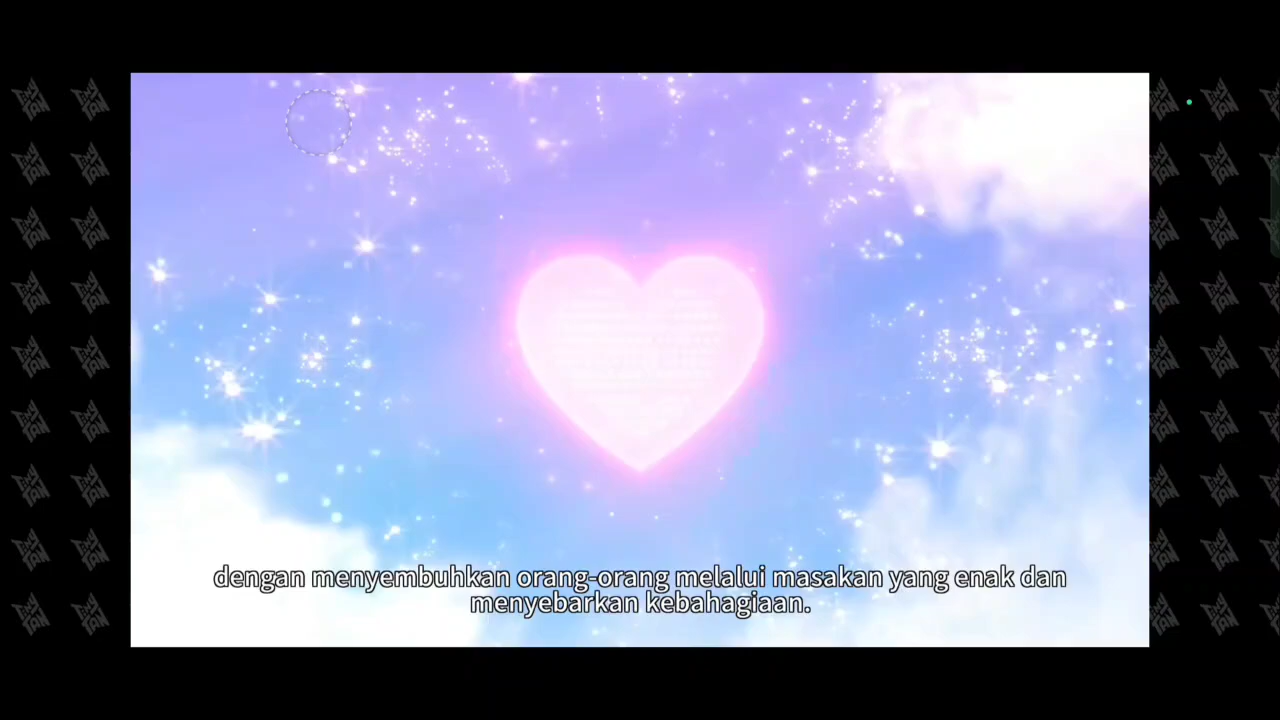 dengan menyembuhkan orang-orang melalui masakan yang enak dan
menyebarkan kebahagiaan.